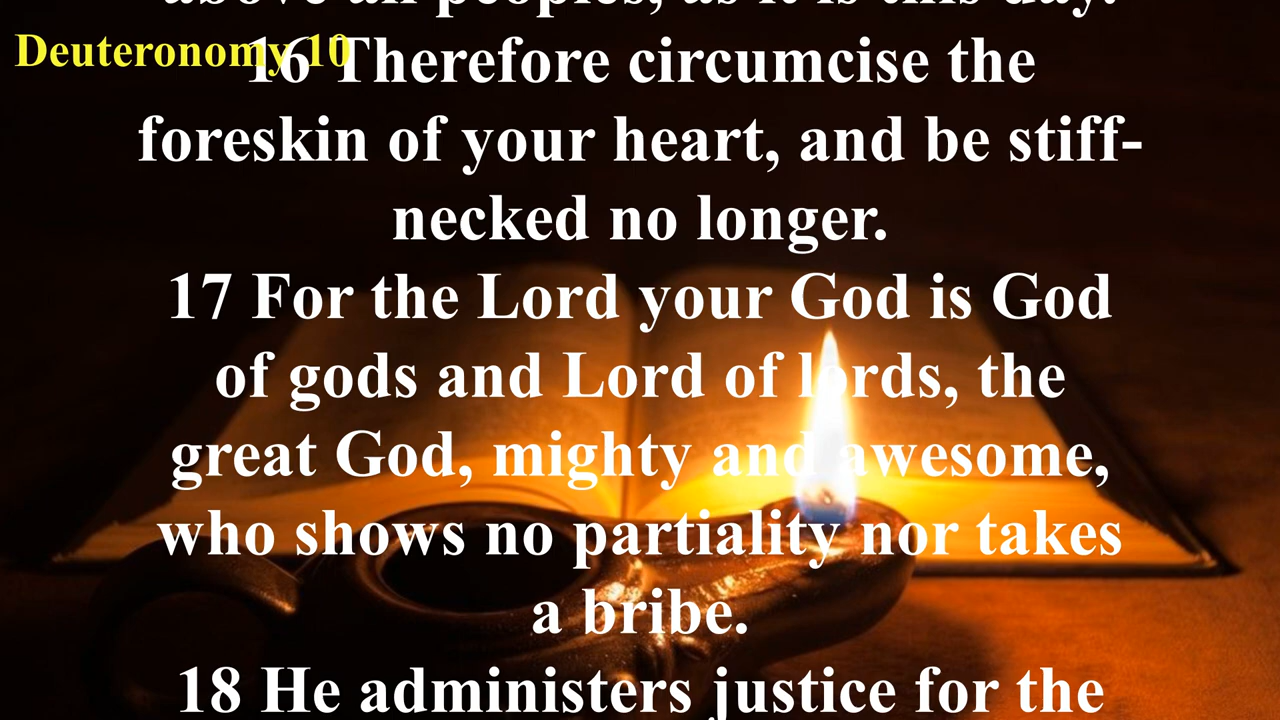 above all peoples, as it is this day.
Deuteronomy 10
16 Therefore circumcise the
foreskin of your heart, and be stiff-
necked no longer.
17 For the Lord your God is God
of gods and Lord of lords, the
great God, mighty and awesome,
who shows no partiality nor takes
a bribe.
18 He administers justice for the